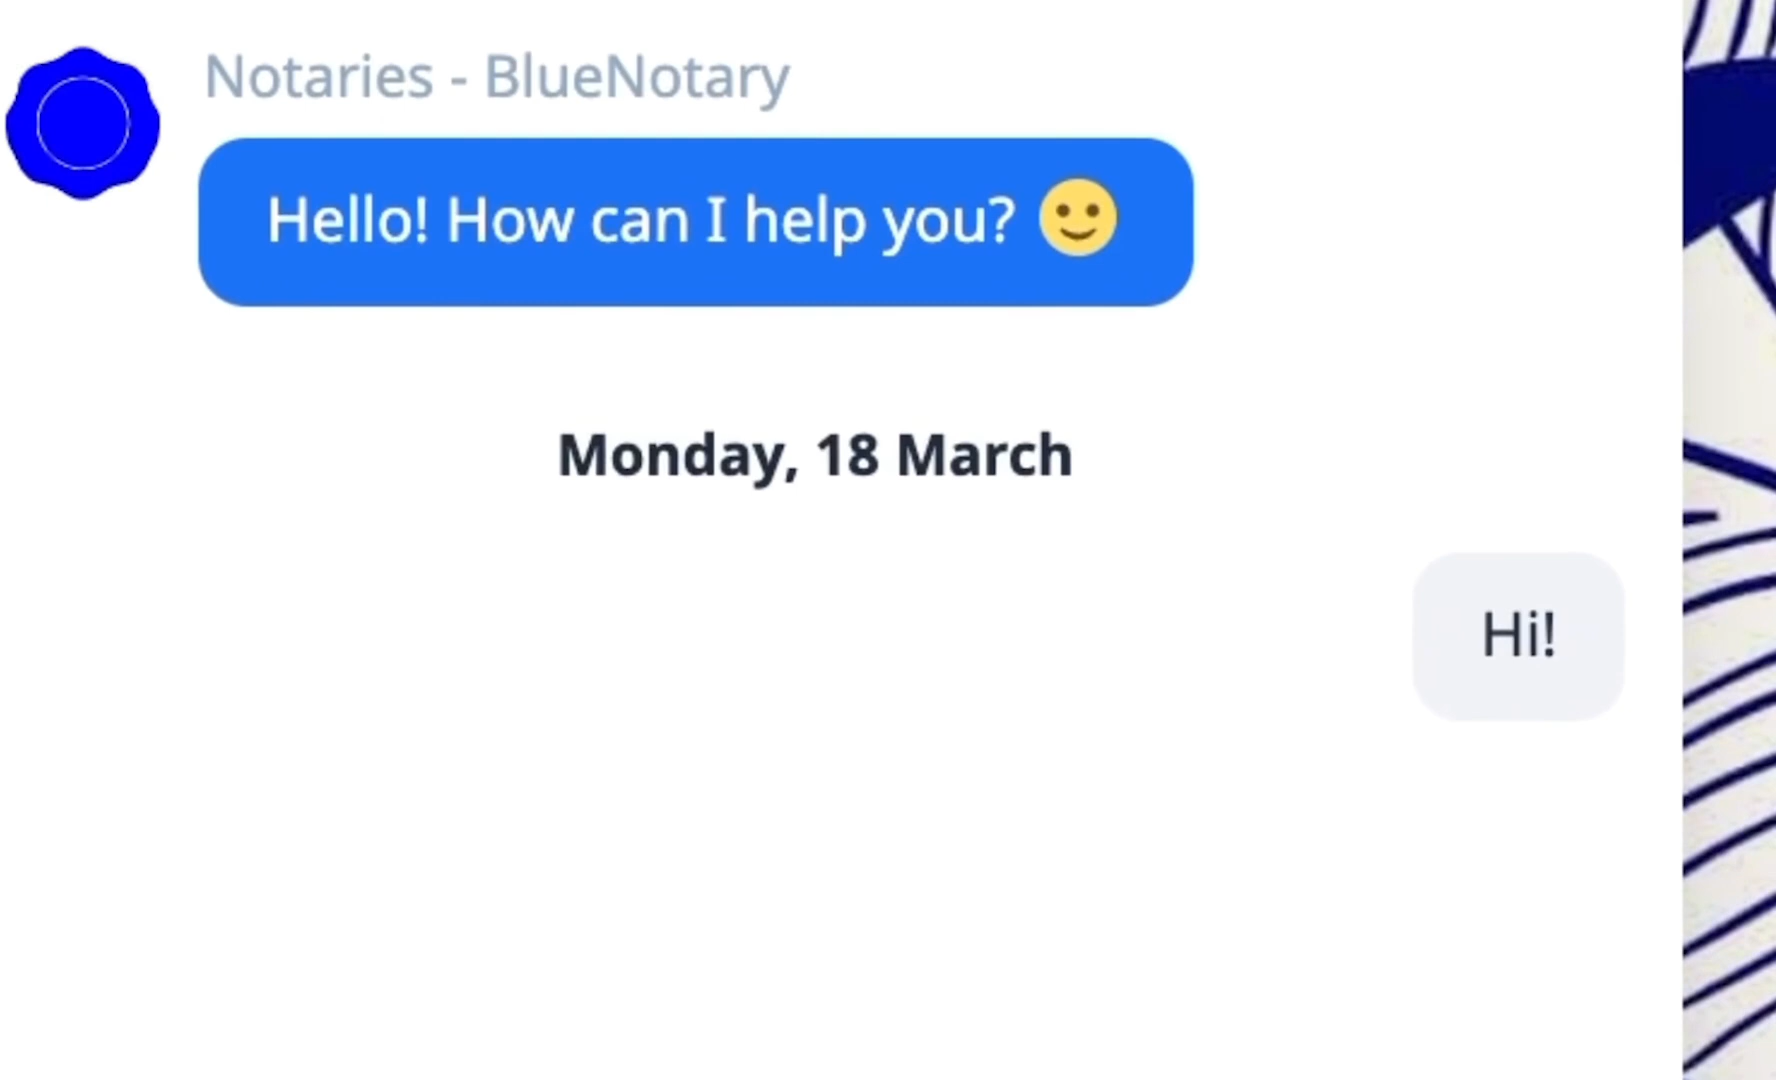 Notaries - BlueNotary
Hello! How can I help you? 🙂
Monday, 18 March
Hi!